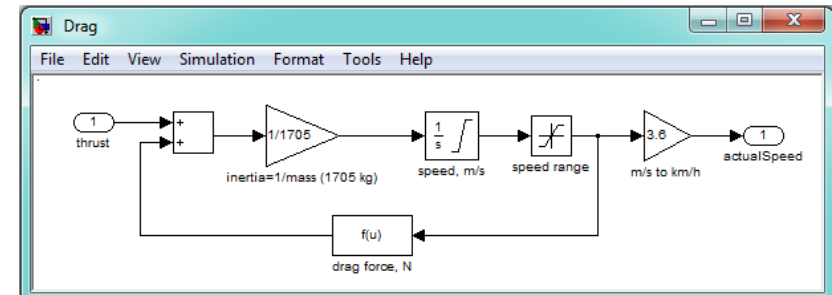 Drag
File Edit View Simulation Format Tools Help
1
thrust
+
+
1/1705
inertia=1/mass (1705 kg)
1
s
speed, m/s
speed range
3.6
m/s to km/h
1
actualSpeed
f(u)
drag force, N